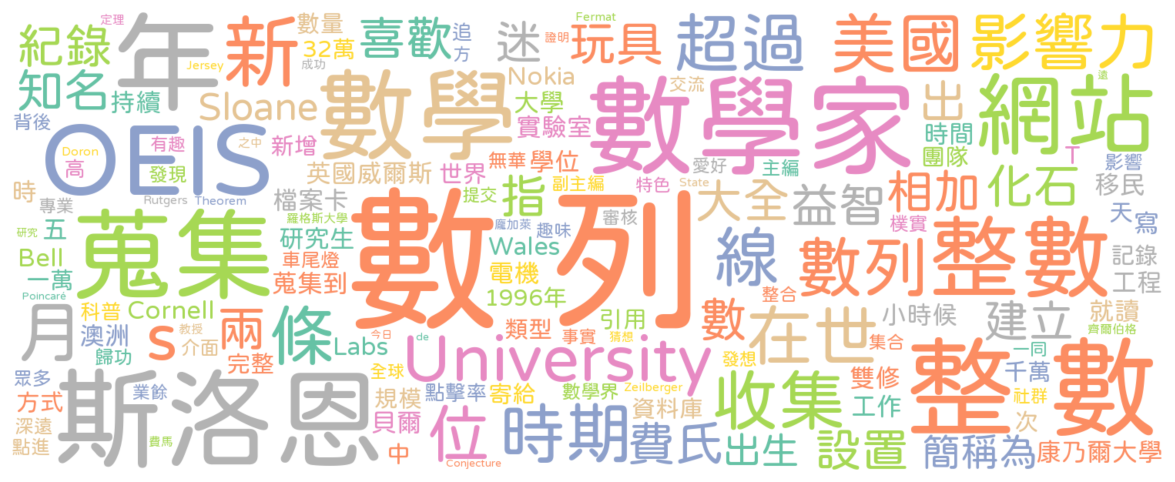 定理
Fermat
數量
追
證明
紀錄
年
新
32萬
喜歡
方
迷
玩具
超過
美國
影響力
Jersey
成功
塗
知名
持續
Sloane
數學
Nokia
交流
數學家
出
網站
背後
大學
實驗室
時間
團隊
OEIS
有趣
新增
之中
Doron
高
發現
英國威爾斯
世界
無華
學位
愛好
主編
T
影響
時
專業
Rutgers
Theorem
檔案卡
提交
副主編
指
特色
State
大全
益智
相加
化石
移民
五
蒐集
羅格斯大學
數列
龐加萊
趣味
審核
樸實
天
寫
研究
研究生
Bell
車尾燈
Wales
線
數列
整數
記錄
一萬
蒐集到
電機
工程
Poincaré
科普
Cornell
1996年
整合
小時候
就讀
月
澳洲
s
兩
條
類型
引用
數
在世
建立
齊爾伯格
教授
事實
猜想
歸功
介面
完整
今日
Labs
de
University
發想
集合
一同
眾多
全球
Zeilberger
收集
雙修
整數
千萬
方式
業餘
斯洛恩
規模
點擊率
寄給
數學界
資料庫
工作
社群
深遠
貝爾
位
時期
費氏
次
點進
費馬
中
Conjecture
出生
設置
簡稱為
康乃爾大學